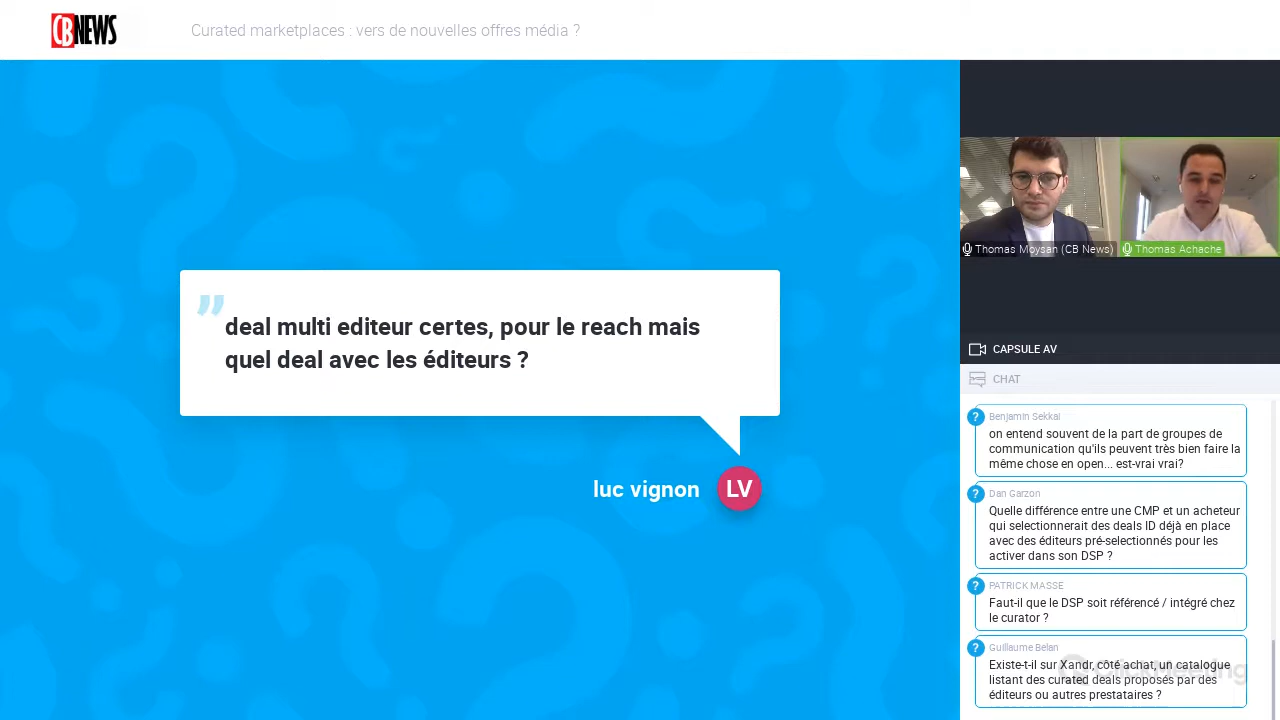 CB NEWS
Curated marketplaces : vers de nouvelles offres média ?
deal multi editeur certes, pour le reach mais
quel deal avec les éditeurs ?
luc vignon
LV
Thomas Moysan (CB News)
Thomas Achache
CAPSULE AV
CHAT
? Benjamin Sekkai
on entend souvent de la part de groupes de
communication qu'ils peuvent très bien faire la
même chose en open... est-vrai vrai?
? Dan Garzon
Quelle différence entre une CMP et un acheteur
qui selectionnerait des deals ID déjà en place
avec des éditeurs pré-selectionnés pour les
activer dans son DSP ?
? PATRICK MASSE
Faut-il que le DSP soit référencé / intégré chez
le curator ?
? Guillaume Belan
Existe-t-il sur Xandr, côté achat, un catalogue
listant des curated deals proposés par des
éditeurs ou autres prestataires ?
ClickMeeting